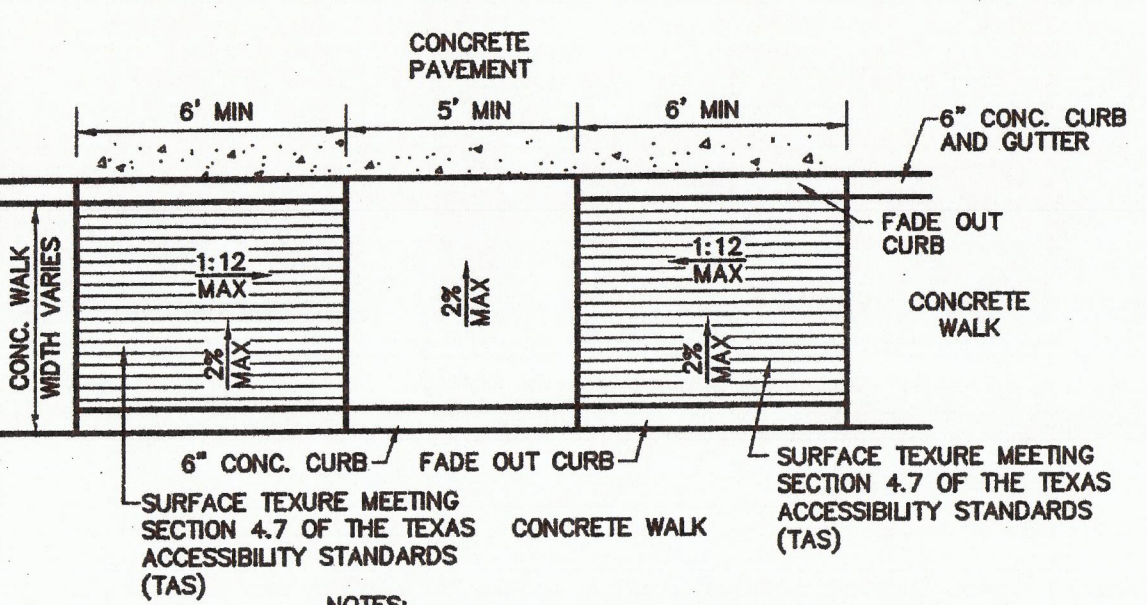 CONCRETE
PAVEMENT
6' MIN
5' MIN
6' MIN
6" CONC. CURB
AND GUTTER
FADE OUT
CURB
CONC. WALK
WIDTH VARIES
1:12
MAX
2%
MAX
2%
MAX
1:12
MAX
2%
MAX
CONCRETE
WALK
6" CONC. CURB
FADE OUT CURB
SURFACE TEXURE MEETING
SECTION 4.7 OF THE TEXAS
ACCESSIBILITY STANDARDS
(TAS)
CONCRETE WALK
SURFACE TEXURE MEETING
SECTION 4.7 OF THE TEXAS
ACCESSIBILITY STANDARDS
(TAS)
NOTES: